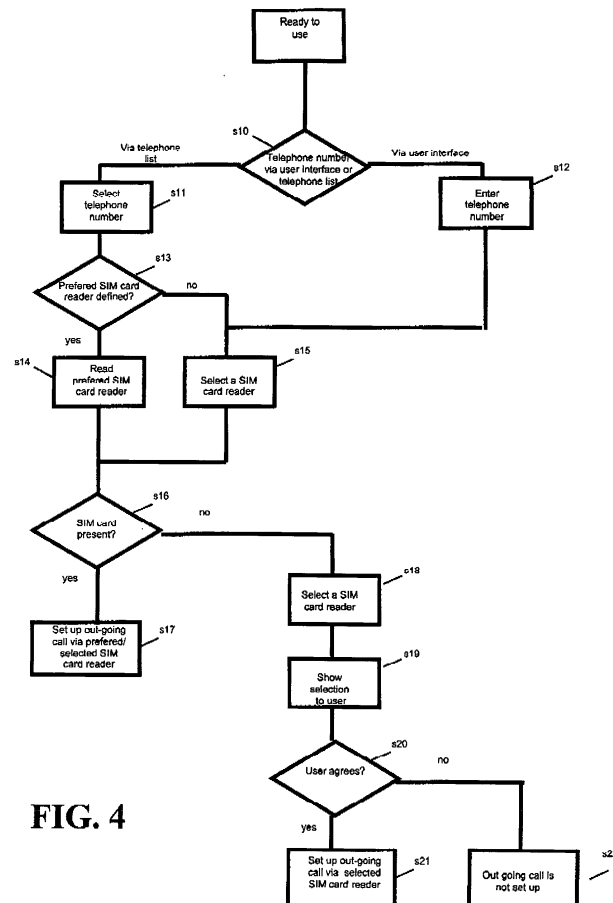 Ready to
use
s10
Via telephone
list
Telephone number
via user interface or
telephone list
Via user interface
s12
Select
telephone
number
s11
Enter
telephone
number
s13
Prefered SIM card
reader defined?
no
yes
s14
Read
prefered SIM
card reader
s15
Select a SIM
card reader
s16
SIM card
present?
no
yes
s18
Select a SIM
card reader
Set up out-going
call via prefered/
selected SIM
card reader
s17
s19
Show
selection
to user
s20
User agrees?
no
FIG. 4
yes
Set up out-going
call via selected
SIM card reader
s21
Out going call is
not set up
s2